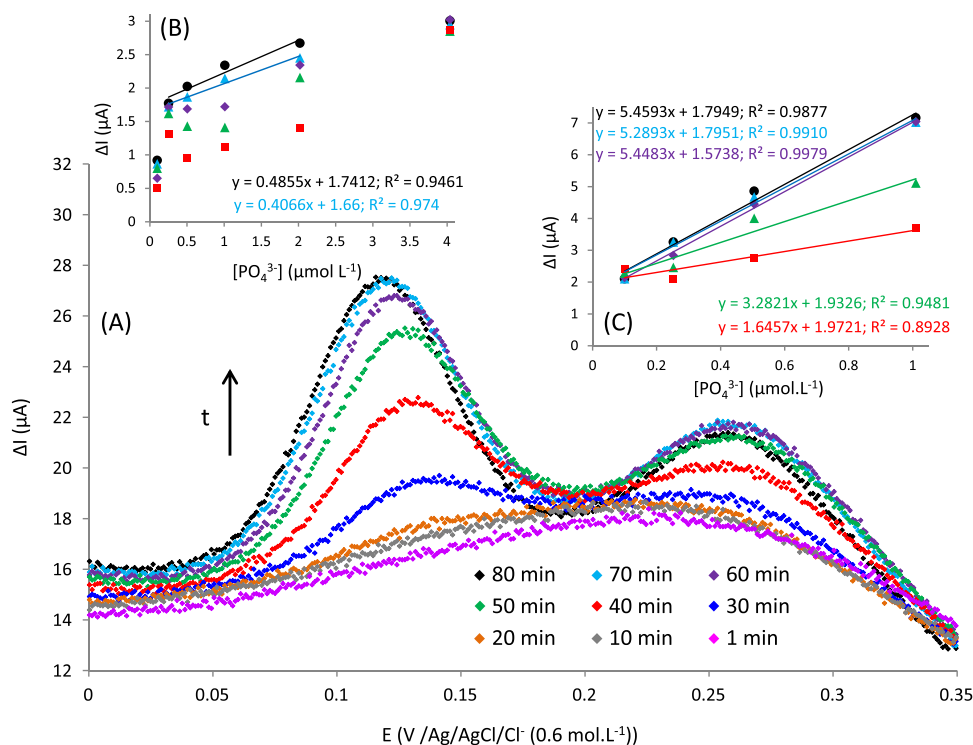 (B)
3
2.5
2
1.5
1
0.5
0
ΔI (µA)
y = 0.4855x + 1.7412; R² = 0.9461
y = 0.4066x + 1.66; R² = 0.974
0 0.5 1 1.5 2 2.5 3 3.5 4
[PO₄³⁻] (µmol L⁻¹)
(C)
7
6
5
4
3
2
1
0
ΔI (µA)
y = 5.4593x + 1.7949; R² = 0.9877
y = 5.2893x + 1.7951; R² = 0.9910
y = 5.4483x + 1.5738; R² = 0.9979
y = 3.2821x + 1.9326; R² = 0.9481
y = 1.6457x + 1.9721; R² = 0.8928
0 0.2 0.4 0.6 0.8 1
[PO₄³⁻] (µmol.L⁻¹)
(A)
32
30
28
26
24
22
20
18
16
14
12
ΔI (µA)
t
80 min 70 min 60 min
50 min 40 min 30 min
20 min 10 min 1 min
0 0.05 0.1 0.15 0.2 0.25 0.3 0.35
E (V /Ag/AgCl/Cl⁻ (0.6 mol.L⁻¹))